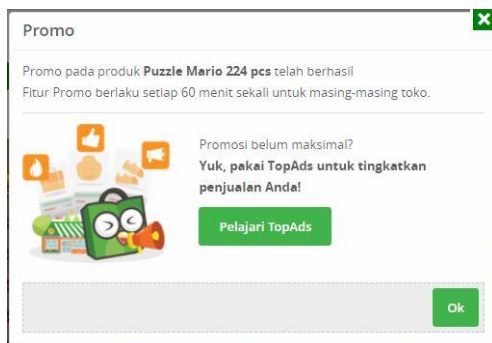 Promo
Promo pada produk Puzzle Mario 224 pcs telah berhasil
Fitur Promo berlaku setiap 60 menit sekali untuk masing-masing toko.
Promosi belum maksimal?
Yuk, pakai TopAds untuk tingkatkan
penjualan Anda!
Pelajari TopAds
Ok